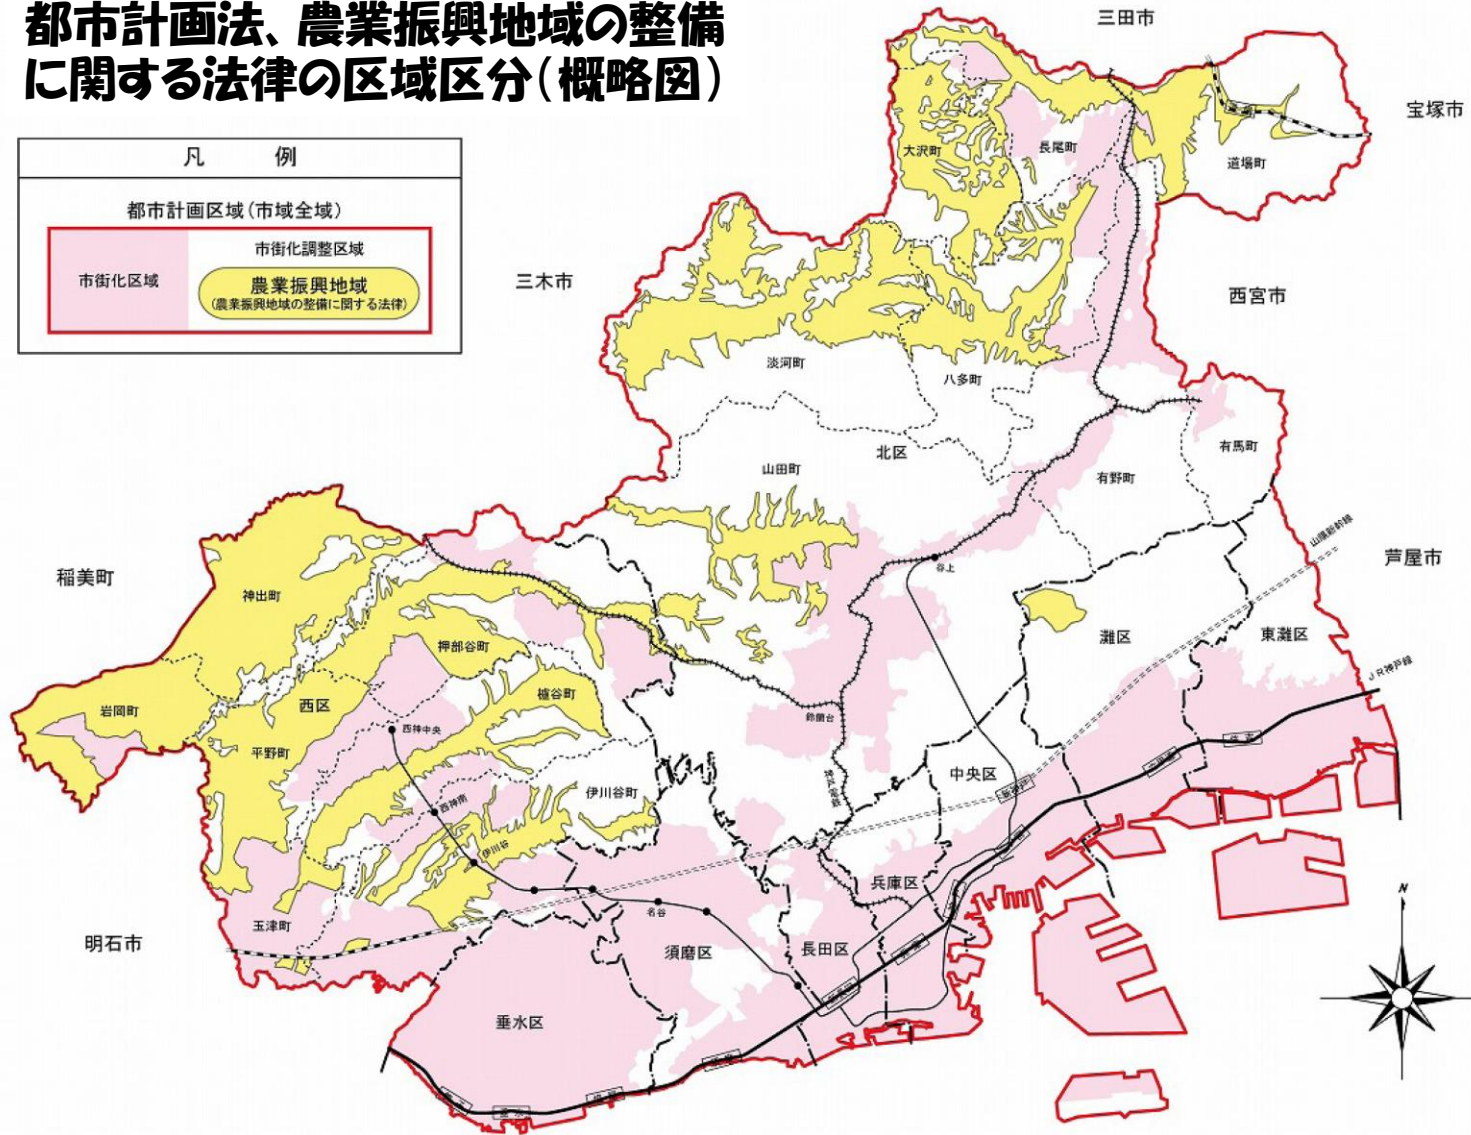 都市計画法、農業振興地域の整備
に関する法律の区域区分(概略図)
凡　例
都市計画区域(市域全域)
市街化区域
市街化調整区域
農業振興地域
(農業振興地域の整備に関する法律)
三田市
宝塚市
大沢町
長尾町
道場町
三木市
西宮市
淡河町
八多町
北区
有馬町
山田町
有野町
山陽新幹線
谷上
芦屋市
稲美町
神出町
灘区
東灘区
押部谷町
JR神戸線
西区
櫨谷町
岩岡町
鈴蘭台
西神中央
平野町
中央区
神戸電鉄
伊川谷町
西神南
新神戸
伊川谷
兵庫区
名谷
玉津町
明石市
須磨区
長田区
N
垂水区